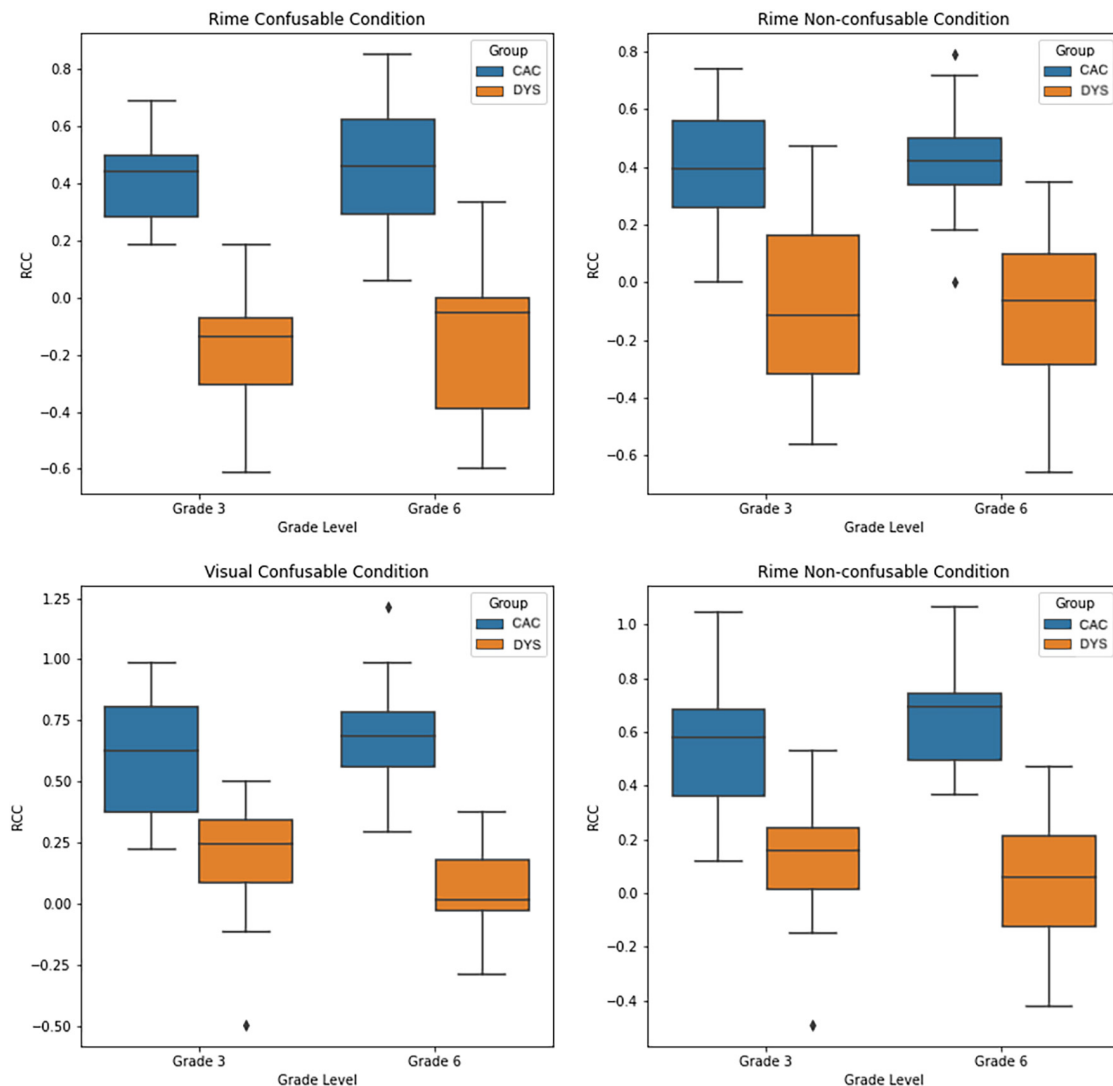 Rime Confusable Condition
Group
CAC
DYS
0.8
0.6
0.4
0.2
0.0
−0.2
−0.4
−0.6
RCC
Grade 3
Grade 6
Grade Level
Rime Non-confusable Condition
Group
CAC
DYS
0.8
0.6
0.4
0.2
0.0
−0.2
−0.4
−0.6
RCC
Grade 3
Grade 6
Grade Level
Visual Confusable Condition
Group
CAC
DYS
1.25
1.00
0.75
0.50
0.25
0.00
−0.25
−0.50
RCC
Grade 3
Grade 6
Grade Level
Rime Non-confusable Condition
Group
CAC
DYS
1.0
0.8
0.6
0.4
0.2
0.0
−0.2
−0.4
RCC
Grade 3
Grade 6
Grade Level